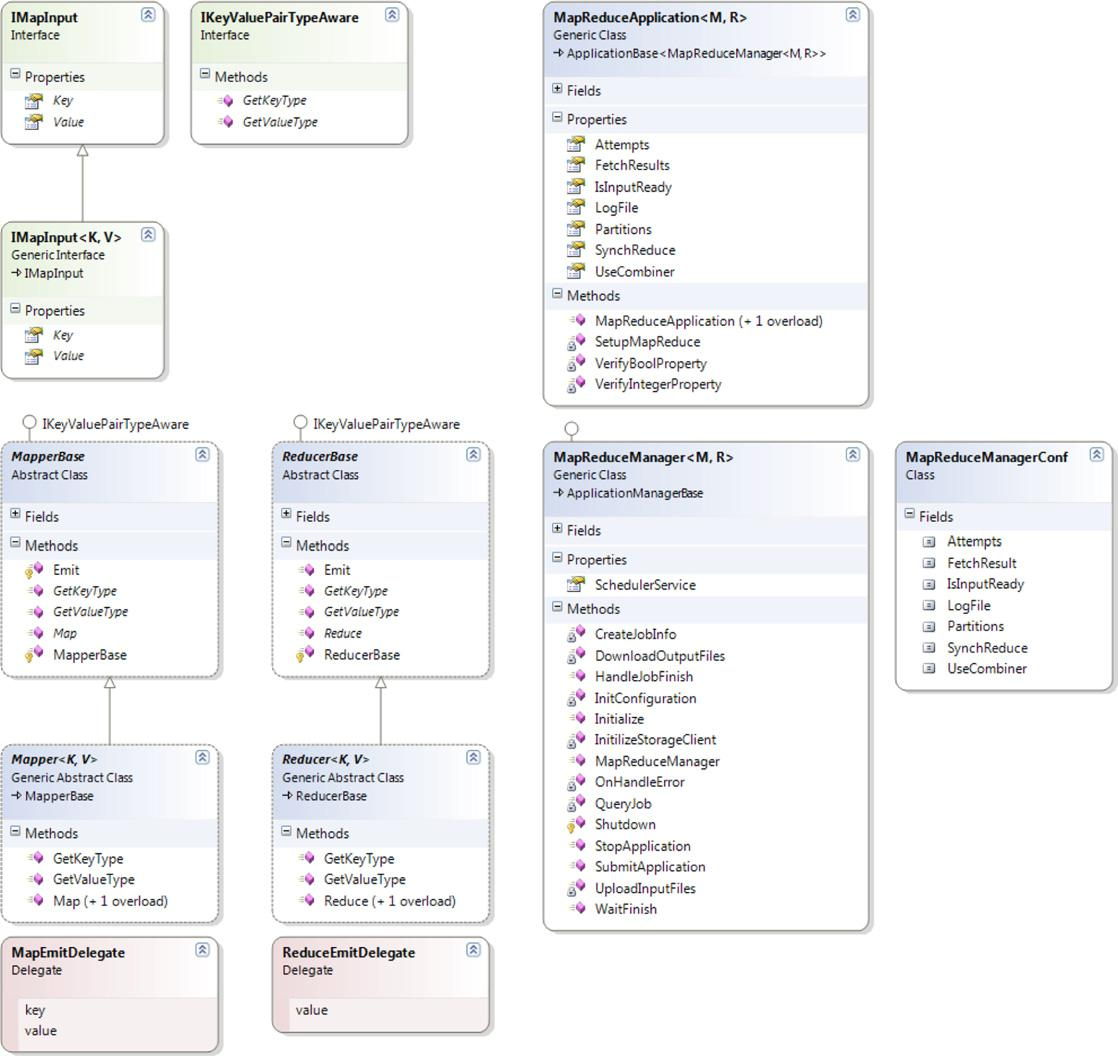 IMapInput
Interface
Properties
Key
Value
IKeyValuePairTypeAware
Interface
Methods
GetKeyType
GetValueType
MapReduceApplication<M, R>
Generic Class
ApplicationBase<MapReduceManager<M, R>>
Fields
Properties
Attempts
FetchResults
IsInputReady
LogFile
Partitions
SynchReduce
UseCombiner
Methods
MapReduceApplication (+ 1 overload)
SetupMapReduce
VerifyBoolProperty
VerifyIntegerProperty
IMapInput<K, V>
Generic Interface
IMapInput
Properties
Key
Value
IKeyValuePairTypeAware
MapperBase
Abstract Class
Fields
Methods
Emit
GetKeyType
GetValueType
Map
MapperBase
IKeyValuePairTypeAware
ReducerBase
Abstract Class
Fields
Methods
Emit
GetKeyType
GetValueType
Reduce
ReducerBase
MapReduceManager<M, R>
Generic Class
ApplicationManagerBase
Fields
Properties
SchedulerService
Methods
CreateJobInfo
DownloadOutputFiles
HandleJobFinish
InitConfiguration
Initialize
InitilizeStorageClient
MapReduceManager
OnHandleError
QueryJob
Shutdown
StopApplication
SubmitApplication
UploadInputFiles
WaitFinish
MapReduceManagerConf
Class
Fields
Attempts
FetchResult
IsInputReady
LogFile
Partitions
SynchReduce
UseCombiner
Mapper<K, V>
Generic Abstract Class
MapperBase
Methods
GetKeyType
GetValueType
Map (+ 1 overload)
Reducer<K, V>
Generic Abstract Class
ReducerBase
Methods
GetKeyType
GetValueType
Reduce (+ 1 overload)
MapEmitDelegate
Delegate
key
value
ReduceEmitDelegate
Delegate
value